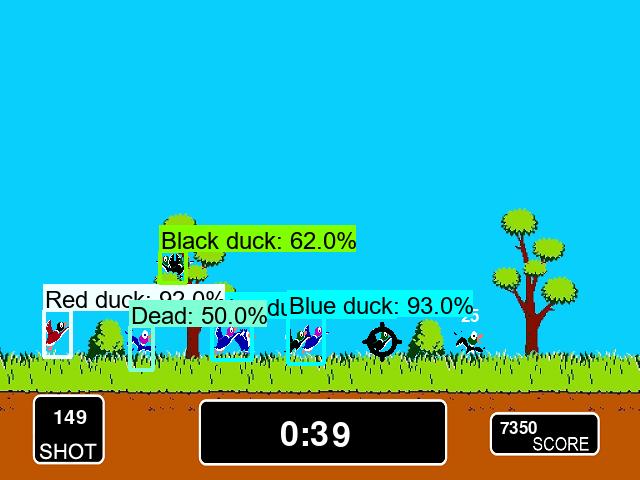 Black duck: 62.0%
Red duck: 92.0%
Dead: 50.0%
Blue duck: 93.0%
25
149
SHOT
0:39
7350
SCORE